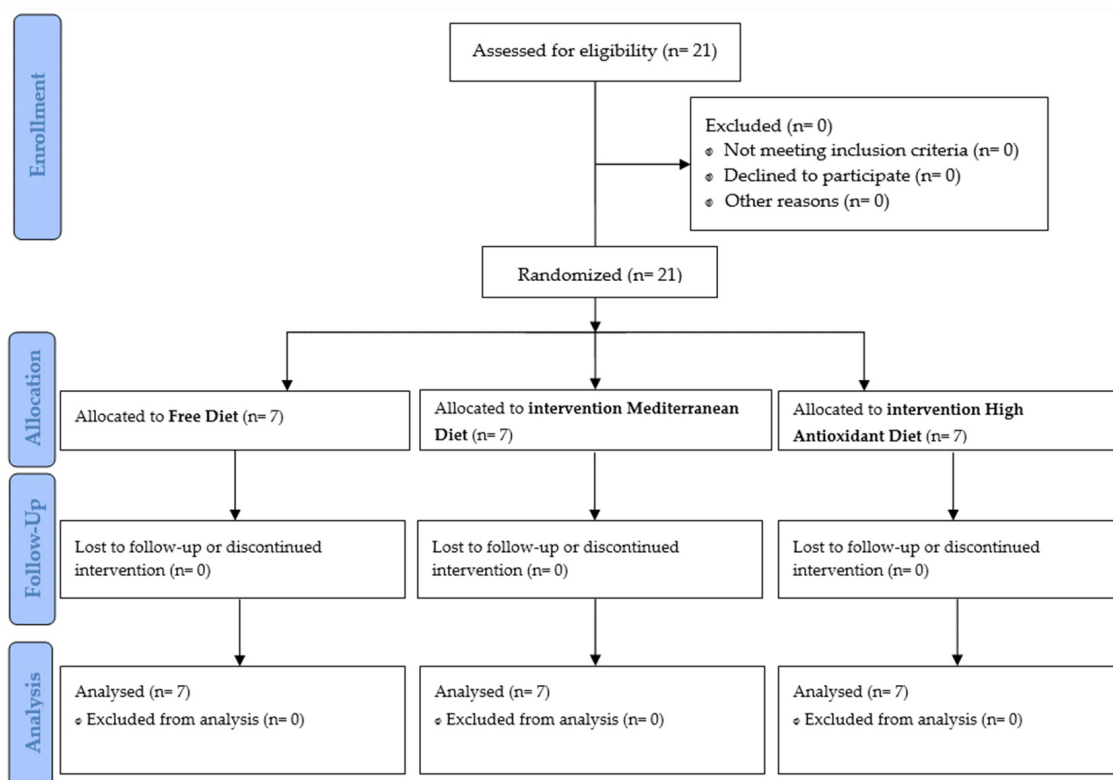 Enrollment
Assessed for eligibility (n= 21)
Excluded (n= 0)
Not meeting inclusion criteria (n= 0)
Declined to participate (n= 0)
Other reasons (n= 0)
Randomized (n= 21)
Allocation
Allocated to Free Diet (n= 7)
Allocated to intervention Mediterranean
Diet (n= 7)
Allocated to intervention High
Antioxidant Diet (n= 7)
Follow-Up
Lost to follow-up or discontinued
intervention (n= 0)
Lost to follow-up or discontinued
intervention (n= 0)
Lost to follow-up or discontinued
intervention (n= 0)
Analysis
Analysed (n= 7)
Excluded from analysis (n= 0)
Analysed (n= 7)
Excluded from analysis (n= 0)
Analysed (n= 7)
Excluded from analysis (n= 0)